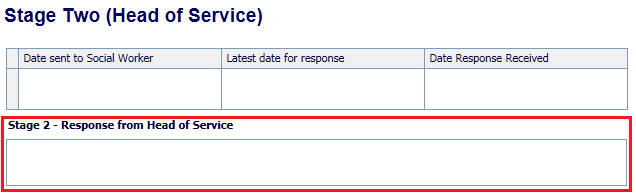 Stage Two (Head of Service)
Date sent to Social Worker Latest date for response Date Response Received
Stage 2 - Response from Head of Service